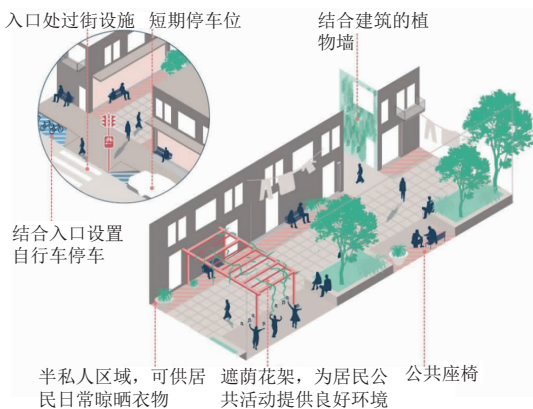 入口处过街设施 短期停车位
结合建筑的植
物墙
结合入口设置
自行车停车
半私人区域，可供居
民日常晾晒衣物
遮荫花架，为居民公
共活动提供良好环境
公共座椅